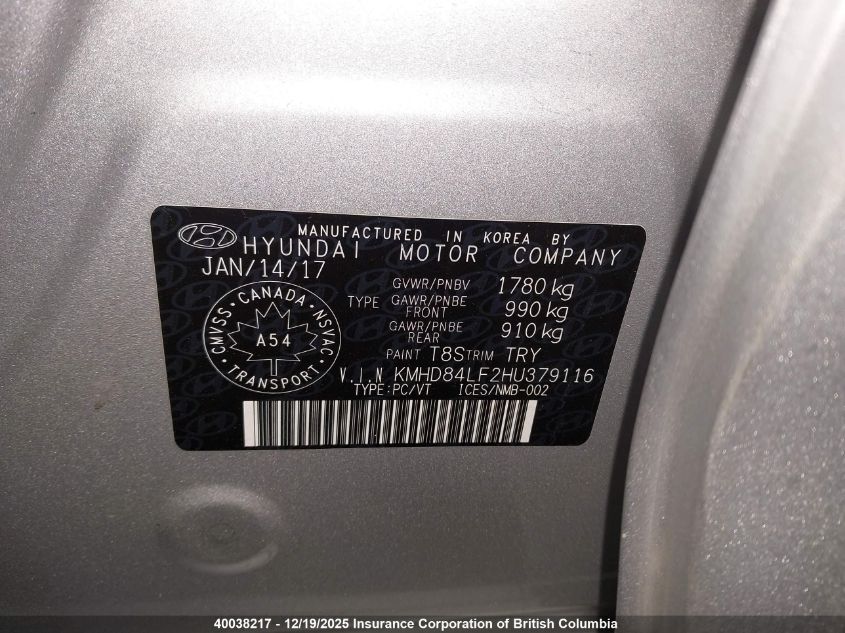 MANUFACTURED IN KOREA BY
HYUNDAI MOTOR COMPANY
JAN/14/17
GVWR/PNBV 1780 kg
TYPE GAWR/PNBE FRONT 990 kg
GAWR/PNBE REAR 910 kg
CMVSS • CANADA • NSVAC • TRANSPORT •
A54
PAINT T8S TRIM TRY
V.I.N KMHD84LF2HU379116
TYPE:PC/VT ICES/NMB-002
40038217 - 12/19/2025 Insurance Corporation of British Columbia